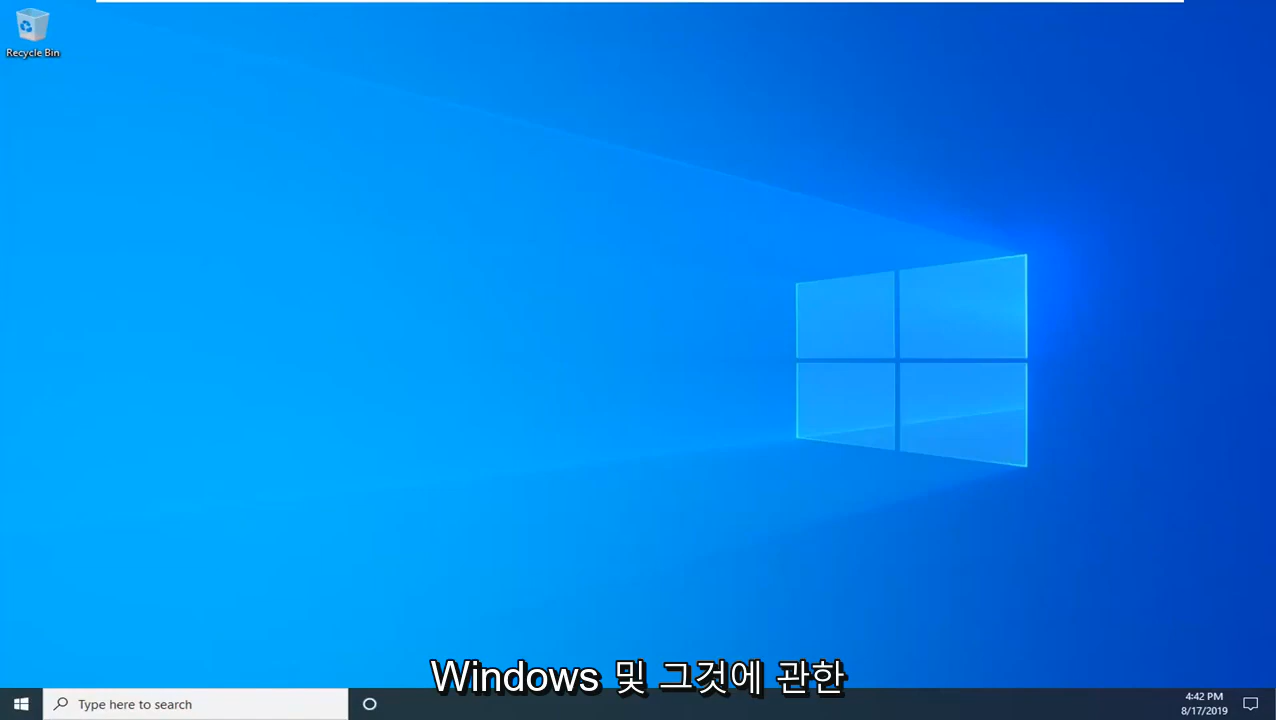 Recycle Bin
Windows 및 그것에 관한
Type here to search
4:42 PM
8/17/2019